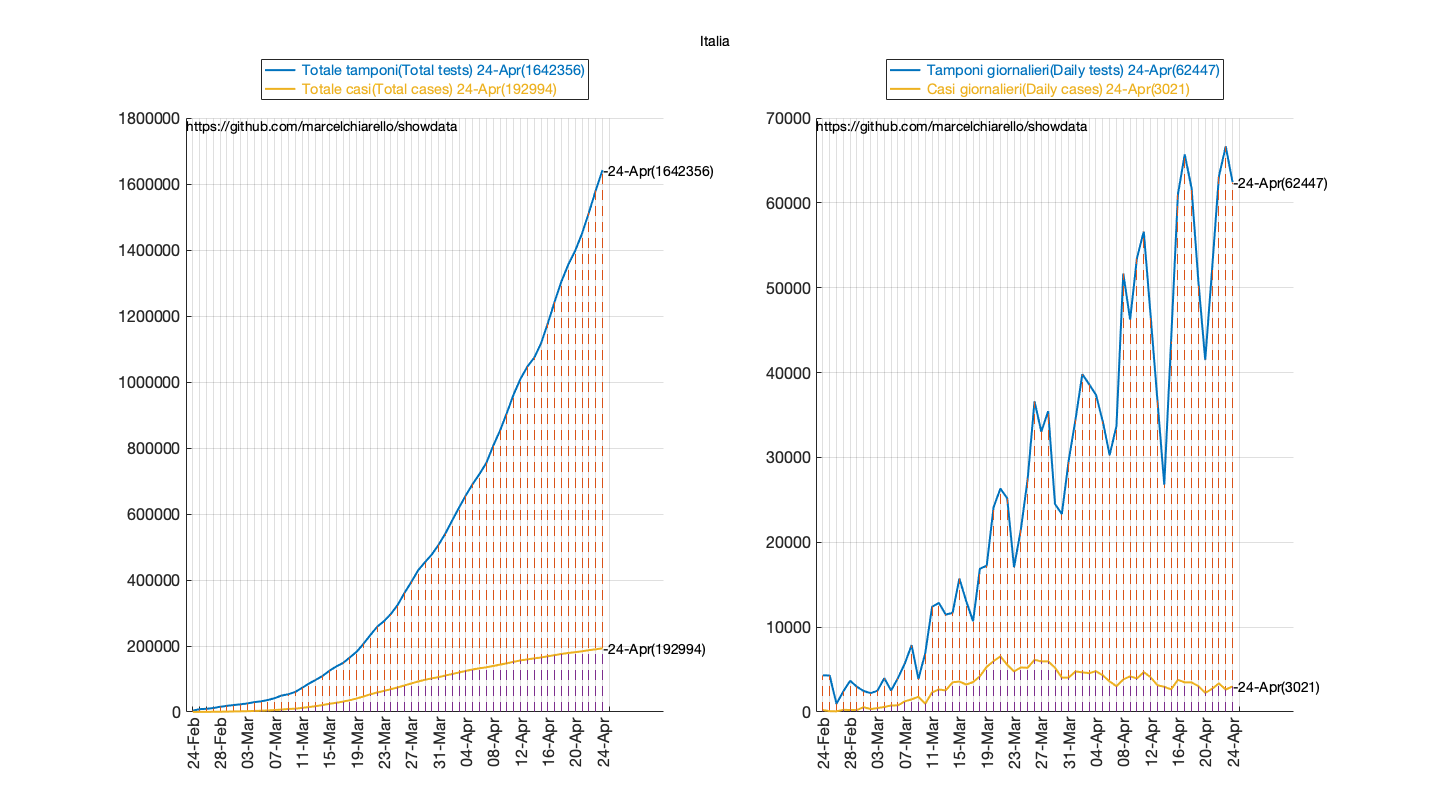 Italia
Totale tamponi(Total tests) 24-Apr(1642356)
Totale casi(Total cases) 24-Apr(192994)
https://github.com/marcelchiarello/showdata
1800000
1600000
1400000
1200000
1000000
800000
600000
400000
200000
0
-24-Apr(1642356)
-24-Apr(192994)
24-Feb
28-Feb
03-Mar
07-Mar
11-Mar
15-Mar
19-Mar
23-Mar
27-Mar
31-Mar
04-Apr
08-Apr
12-Apr
16-Apr
20-Apr
24-Apr
Tamponi giornalieri(Daily tests) 24-Apr(62447)
Casi giornalieri(Daily cases) 24-Apr(3021)
https://github.com/marcelchiarello/showdata
70000
60000
50000
40000
30000
20000
10000
0
-24-Apr(62447)
-24-Apr(3021)
24-Feb
28-Feb
03-Mar
07-Mar
11-Mar
15-Mar
19-Mar
23-Mar
27-Mar
31-Mar
04-Apr
08-Apr
12-Apr
16-Apr
20-Apr
24-Apr